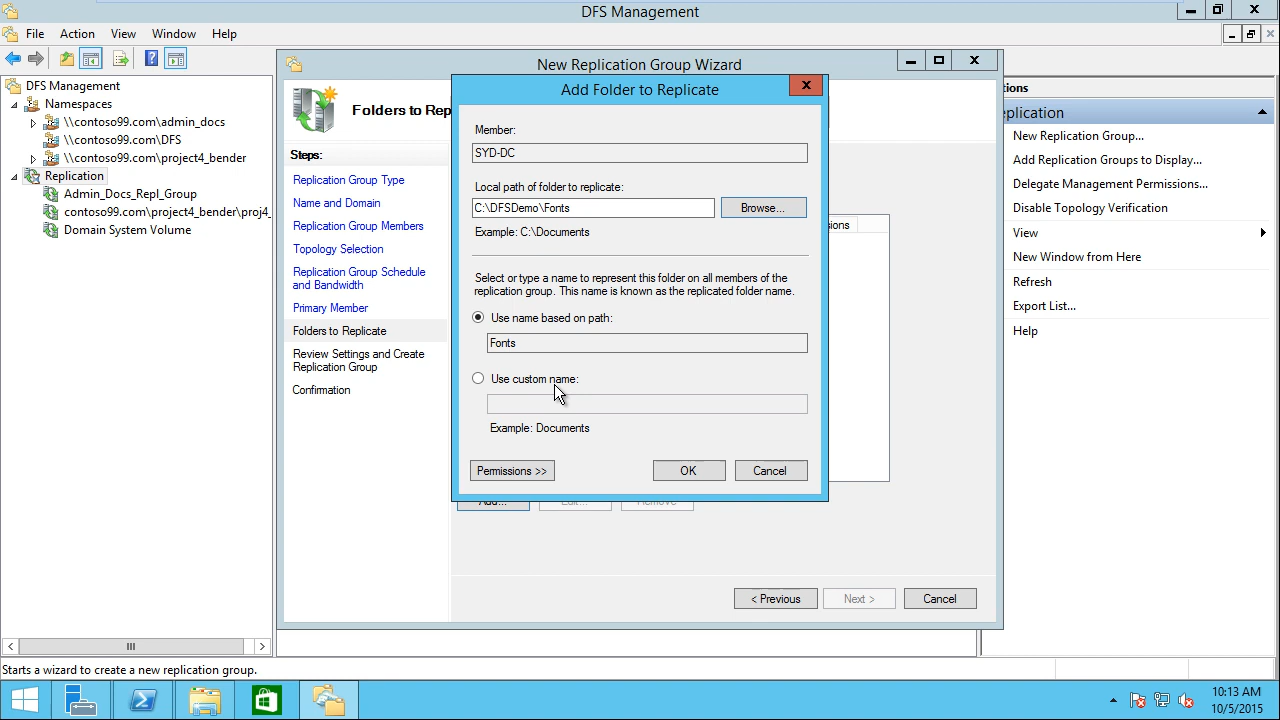 DFS Management
File Action View Window Help
DFS Management
Namespaces
\\contoso99.com\admin_docs
\\contoso99.com\DFS
\\contoso99.com\project4_bender
Replication
Admin_Docs_Repl_Group
contoso99.com\project4_bender\proj4_
Domain System Volume
New Replication Group Wizard
Folders to Rep
Steps:
Replication Group Type
Name and Domain
Replication Group Members
Topology Selection
Replication Group Schedule
and Bandwidth
Primary Member
Folders to Replicate
Review Settings and Create
Replication Group
Confirmation
Add Folder to Replicate
Member:
SYD-DC
Local path of folder to replicate:
C:\DFSDemo\Fonts
Browse...
Example: C:\Documents
Select or type a name to represent this folder on all members of the
replication group. This name is known as the replicated folder name.
Use name based on path:
Fonts
Use custom name:
Example: Documents
Permissions >> OK Cancel
sions
Add... Edit... Remove
< Previous Next > Cancel
ions
eplication
New Replication Group...
Add Replication Groups to Display...
Delegate Management Permissions...
Disable Topology Verification
View
New Window from Here
Refresh
Export List...
Help
Starts a wizard to create a new replication group.
10:13 AM
10/5/2015